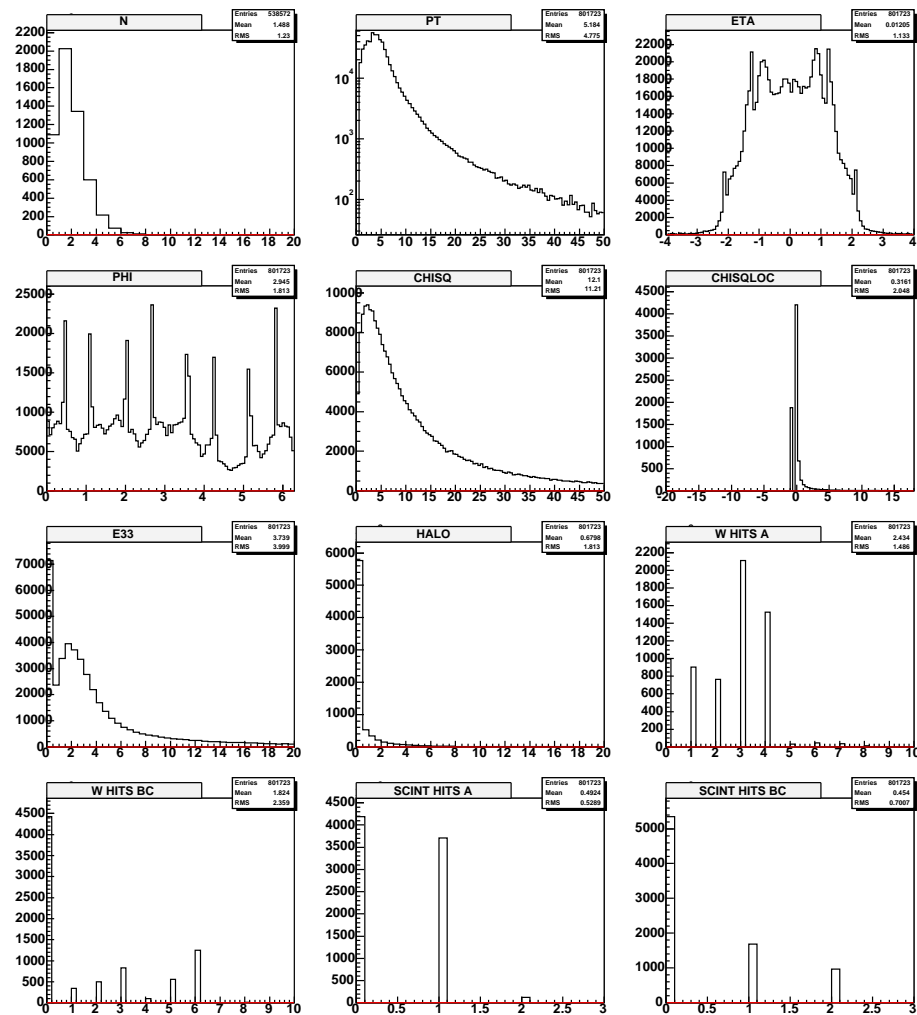 N
Entries 538572
Mean 1.488
RMS 1.23
2200
2000
1800
1600
1400
1200
1000
800
600
400
200
0
0 2 4 6 8 10 12 14 16 18 20
PT
Entries 801723
Mean 5.184
RMS 4.775
10^4
10^3
10^2
0 5 10 15 20 25 30 35 40 45 50
ETA
Entries 801723
Mean 0.01205
RMS 1.133
22000
20000
18000
16000
14000
12000
10000
8000
6000
4000
2000
0
-4 -3 -2 -1 0 1 2 3 4
PHI
Entries 801723
Mean 2.945
RMS 1.813
25000
20000
15000
10000
5000
0
0 1 2 3 4 5 6
CHISQ
Entries 801723
Mean 12.1
RMS 11.21
10000
8000
6000
4000
2000
0
0 5 10 15 20 25 30 35 40 45 50
CHISQLOC
Entries 801723
Mean 0.3161
RMS 2.048
4500
4000
3500
3000
2500
2000
1500
1000
500
0
-20 -15 -10 -5 0 5 10 15
E33
Entries 801723
Mean 3.739
RMS 3.999
70000
60000
50000
40000
30000
20000
10000
0
0 2 4 6 8 10 12 14 16 18 20
HALO
Entries 801723
Mean 0.6798
RMS 1.813
6000
5000
4000
3000
2000
1000
0
0 2 4 6 8 10 12 14 16 18 20
W HITS A
Entries 801723
Mean 2.434
RMS 1.486
2200
2000
1800
1600
1400
1200
1000
800
600
400
200
0
0 1 2 3 4 5 6 7 8 9 10
W HITS BC
Entries 801723
Mean 1.824
RMS 2.359
4500
4000
3500
3000
2500
2000
1500
1000
500
0
0 1 2 3 4 5 6 7 8 9 10
SCINT HITS A
Entries 801723
Mean 0.4924
RMS 0.5289
4500
4000
3500
3000
2500
2000
1500
1000
500
0
0 0.5 1 1.5 2 2.5 3
SCINT HITS BC
Entries 801723
Mean 0.454
RMS 0.7007
5000
4000
3000
2000
1000
0
0 0.5 1 1.5 2 2.5 3